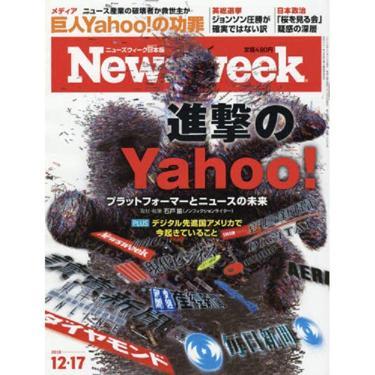 メディア ニュース産業の破壊者か救世主か
巨人Yahoo!の功罪
英総選挙
ジョンソン圧勝が
確実ではない訳
日本政治
「桜を見る会」
疑惑の深層
ニューズウィーク日本版
定価480円
Newsweek
進撃の
Yahoo!
プラットフォーマーとニュースの未来
取材・執筆 石戸 諭(ノンフィクションライター)
PLUS デジタル先進国アメリカで
今起きていること
Newsweek
AERA
産経新聞
毎日新聞
ダイヤモンド
2019
12・17